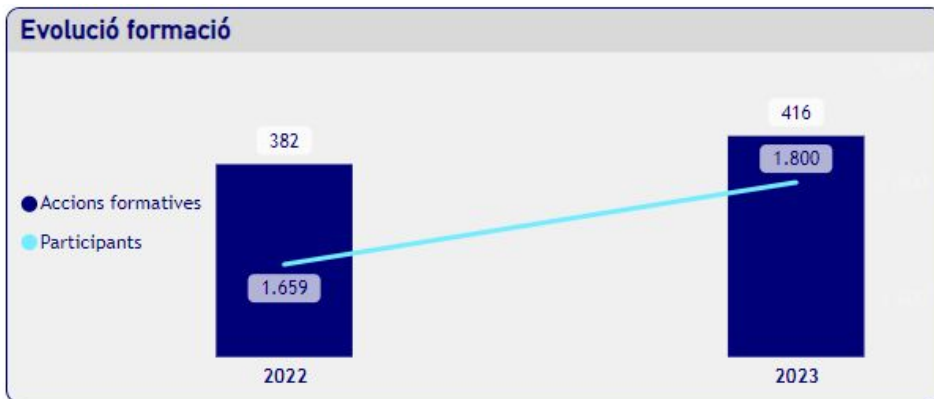 Evolució formació
416
382
1.800
Accions formatives
Participants
1.659
2022
2023